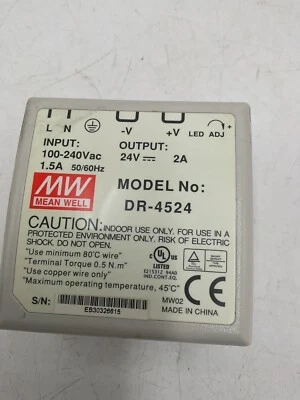 L N -V +V LED ADJ
INPUT: OUTPUT:
100-240Vac 24V 2A
1.5A 50/60Hz
MW
MEAN WELL
MODEL No:
DR-4524
CAUTION: FOR INDOOR USE ONLY. FOR USE IN A
PROTECTED ENVIRONMENT ONLY. RISK OF ELECTRIC
SHOCK. DO NOT OPEN.
"Use minimum 80℃ wire"
"Terminal Torque 0.5 N.m"
"Use copper wire only"
"Maximum operating temperature, 45℃"
UL LISTED
IND.CONT.EQ.
S/N:
EB30326615
MW02
MADE IN CHINA